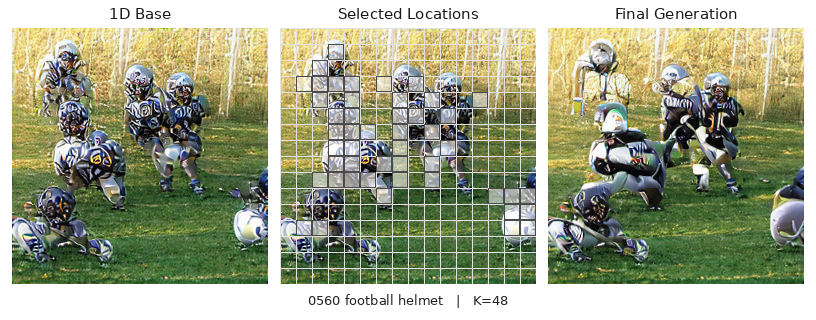 1D Base
Selected Locations
Final Generation
0560 football helmet | K=48